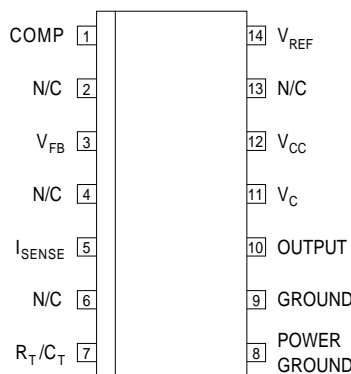 COMP 1 14 V_REF
N/C 2 13 N/C
V_FB 3 12 V_CC
N/C 4 11 V_C
I_SENSE 5 10 OUTPUT
N/C 6 9 GROUND
R_T/C_T 7 8 POWER
GROUND